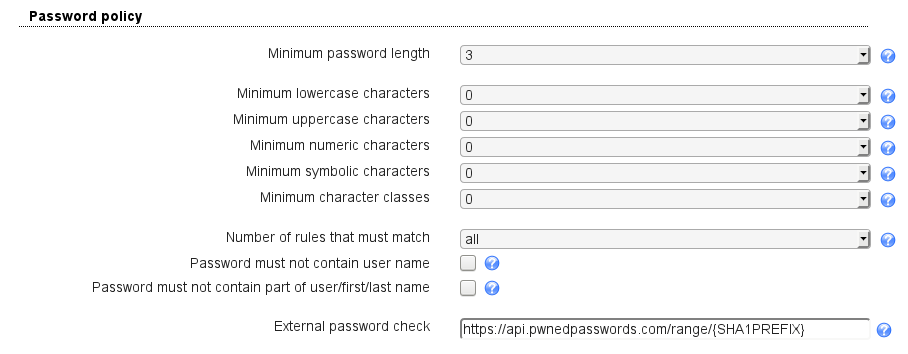 Password policy
Minimum password length 3
Minimum lowercase characters 0
Minimum uppercase characters 0
Minimum numeric characters 0
Minimum symbolic characters 0
Minimum character classes 0
Number of rules that must match all
Password must not contain user name
Password must not contain part of user/first/last name
External password check https://api.pwnedpasswords.com/range/{SHA1PREFIX}